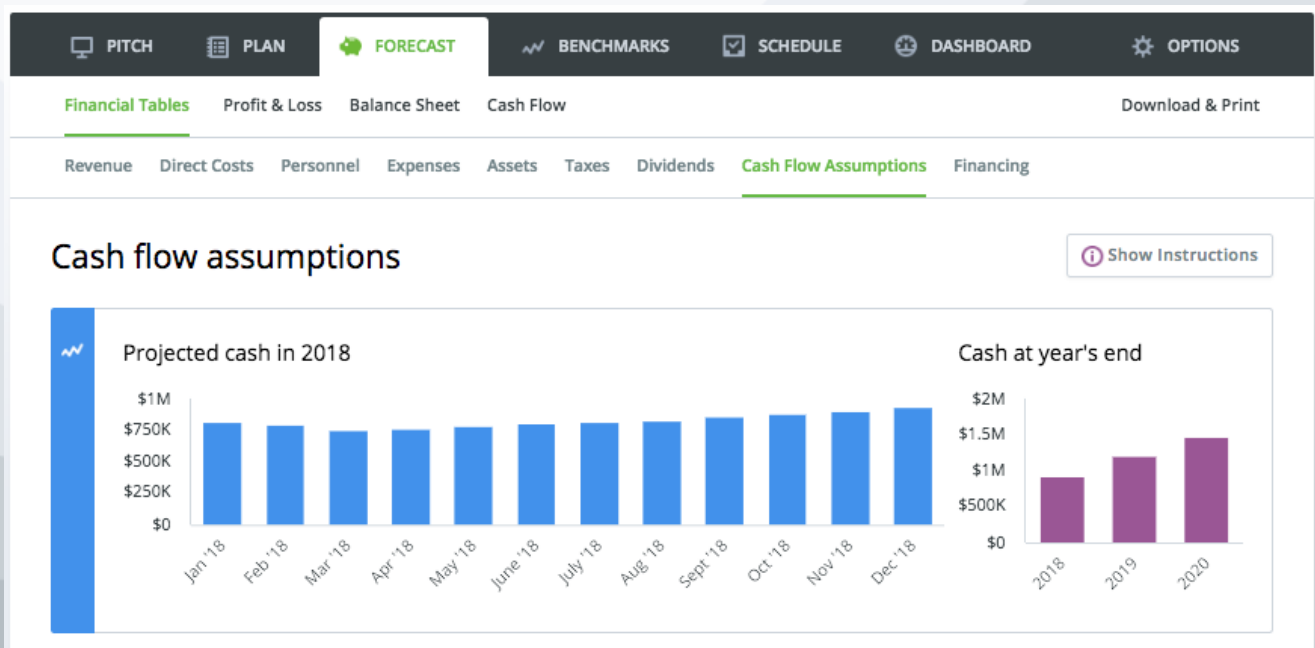 PITCH PLAN FORECAST BENCHMARKS SCHEDULE DASHBOARD OPTIONS
Financial Tables Profit & Loss Balance Sheet Cash Flow Download & Print
Revenue Direct Costs Personnel Expenses Assets Taxes Dividends Cash Flow Assumptions Financing
Cash flow assumptions
Show Instructions
Projected cash in 2018
$1M
$750K
$500K
$250K
$0
Jan '18 Feb '18 Mar '18 Apr '18 May '18 June '18 July '18 Aug '18 Sept '18 Oct '18 Nov '18 Dec '18
Cash at year's end
$2M
$1.5M
$1M
$500K
$0
2018 2019 2020